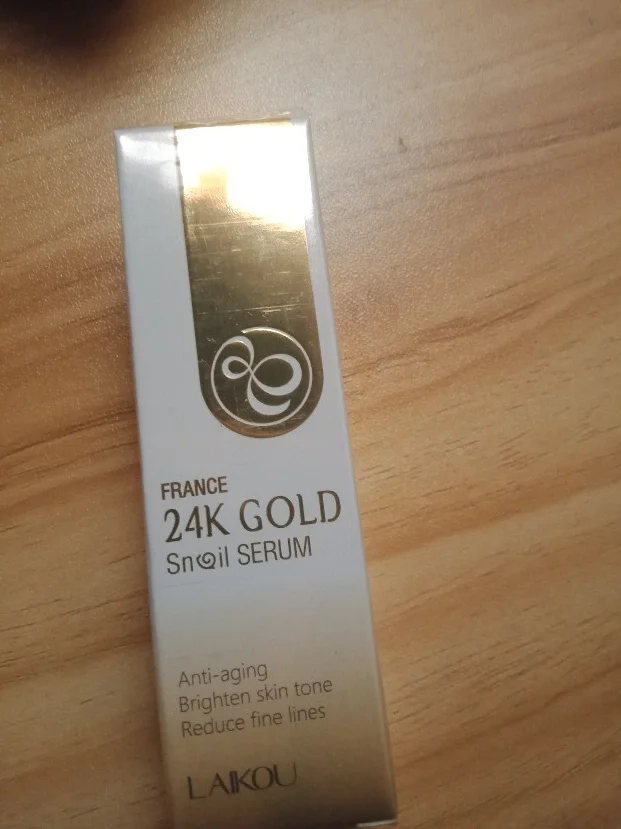 FRANCE
24K GOLD
Snail SERUM
Anti-aging
Brighten skin tone
Reduce fine lines
LAIKOU